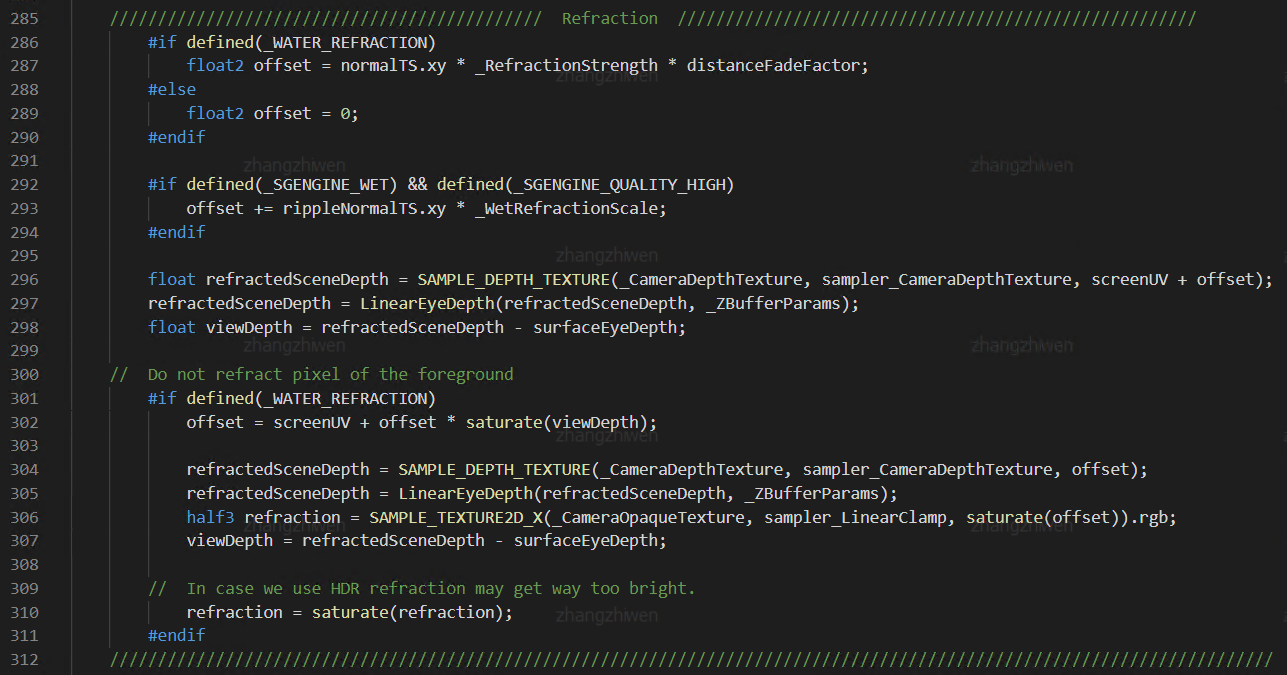 285 ///////////////////////////////////////////// Refraction //////////////////////////////////////////////////////
286 #if defined(_WATER_REFRACTION)
287 float2 offset = normalTS.xy * _RefractionStrength * distanceFadeFactor;
288 #else
289 float2 offset = 0;
290 #endif
291
292 #if defined(_SGENGINE_WET) && defined(_SGENGINE_QUALITY_HIGH)
293 offset += rippleNormalTS.xy * _WetRefractionScale;
294 #endif
295
296 float refractedSceneDepth = SAMPLE_DEPTH_TEXTURE(_CameraDepthTexture, sampler_CameraDepthTexture, screenUV + offset);
297 refractedSceneDepth = LinearEyeDepth(refractedSceneDepth, _ZBufferParams);
298 float viewDepth = refractedSceneDepth - surfaceEyeDepth;
299
300 // Do not refract pixel of the foreground
301 #if defined(_WATER_REFRACTION)
302 offset = screenUV + offset * saturate(viewDepth);
303
304 refractedSceneDepth = SAMPLE_DEPTH_TEXTURE(_CameraDepthTexture, sampler_CameraDepthTexture, offset);
305 refractedSceneDepth = LinearEyeDepth(refractedSceneDepth, _ZBufferParams);
306 half3 refraction = SAMPLE_TEXTURE2D_X(_CameraOpaqueTexture, sampler_LinearClamp, saturate(offset)).rgb;
307 viewDepth = refractedSceneDepth - surfaceEyeDepth;
308
309 // In case we use HDR refraction may get way too bright.
310 refraction = saturate(refraction);
311 #endif
312 /////////////////////////////////////////////////////////////////////////////////////////////////////////////////////////
zhangzhiwen
zhangzhiwen
zhangzhiwen
zhangzhiwen
zhangzhiwen
zhangzhiwen
zhangzhiwen
zhangzhiwen
zhangzhiwen
zhangzhiwen